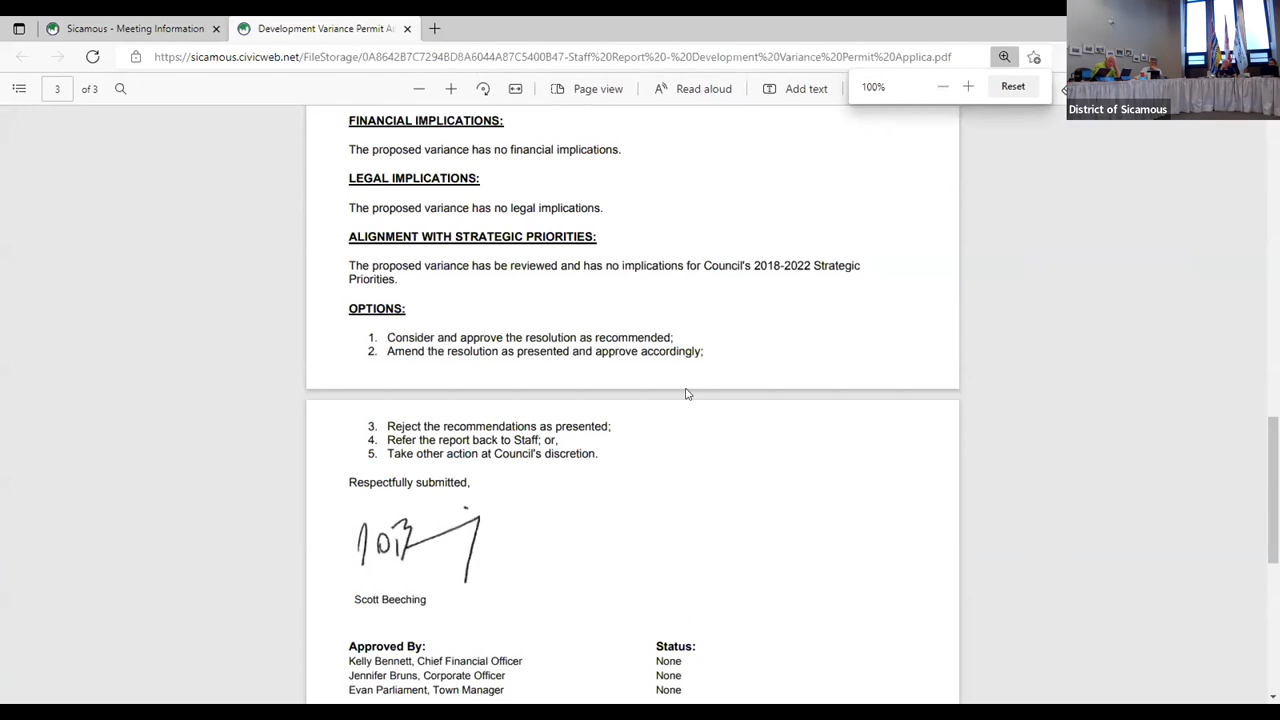 Sicamous - Meeting Information
Development Variance Permit A
https://sicamous.civicweb.net/FileStorage/0A8642B7C7294BD8A6044A87C5400B47-Staff%20Report%20-%20Development%20Variance%20Permit%20Applica.pdf
3 of 3
Page view
Read aloud
Add text
100%
Reset
District of Sicamous
FINANCIAL IMPLICATIONS:
The proposed variance has no financial implications.
LEGAL IMPLICATIONS:
The proposed variance has no legal implications.
ALIGNMENT WITH STRATEGIC PRIORITIES:
The proposed variance has be reviewed and has no implications for Council's 2018-2022 Strategic
Priorities.
OPTIONS:
1. Consider and approve the resolution as recommended;
2. Amend the resolution as presented and approve accordingly;
3. Reject the recommendations as presented;
4. Refer the report back to Staff; or,
5. Take other action at Council's discretion.
Respectfully submitted,
Scott Beeching
Approved By: Status:
Kelly Bennett, Chief Financial Officer None
Jennifer Bruns, Corporate Officer None
Evan Parliament, Town Manager None